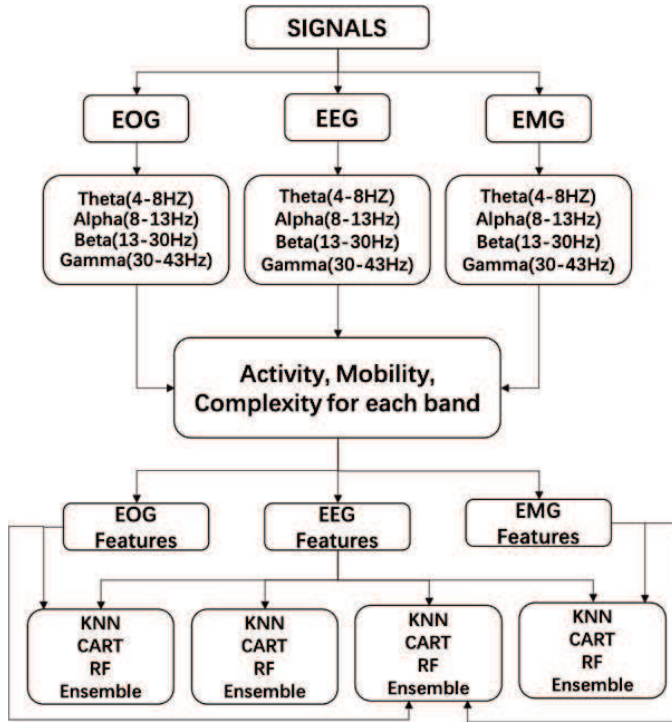 SIGNALS
EOG
EEG
EMG
Theta(4-8HZ)
Alpha(8-13Hz)
Beta(13-30Hz)
Gamma(30-43Hz)
Theta(4-8HZ)
Alpha(8-13Hz)
Beta(13-30Hz)
Gamma(30-43Hz)
Theta(4-8HZ)
Alpha(8-13Hz)
Beta(13-30Hz)
Gamma(30-43Hz)
Activity, Mobility,
Complexity for each band
EOG
Features
EEG
Features
EMG
Features
KNN
CART
RF
Ensemble
KNN
CART
RF
Ensemble
KNN
CART
RF
Ensemble
KNN
CART
RF
Ensemble